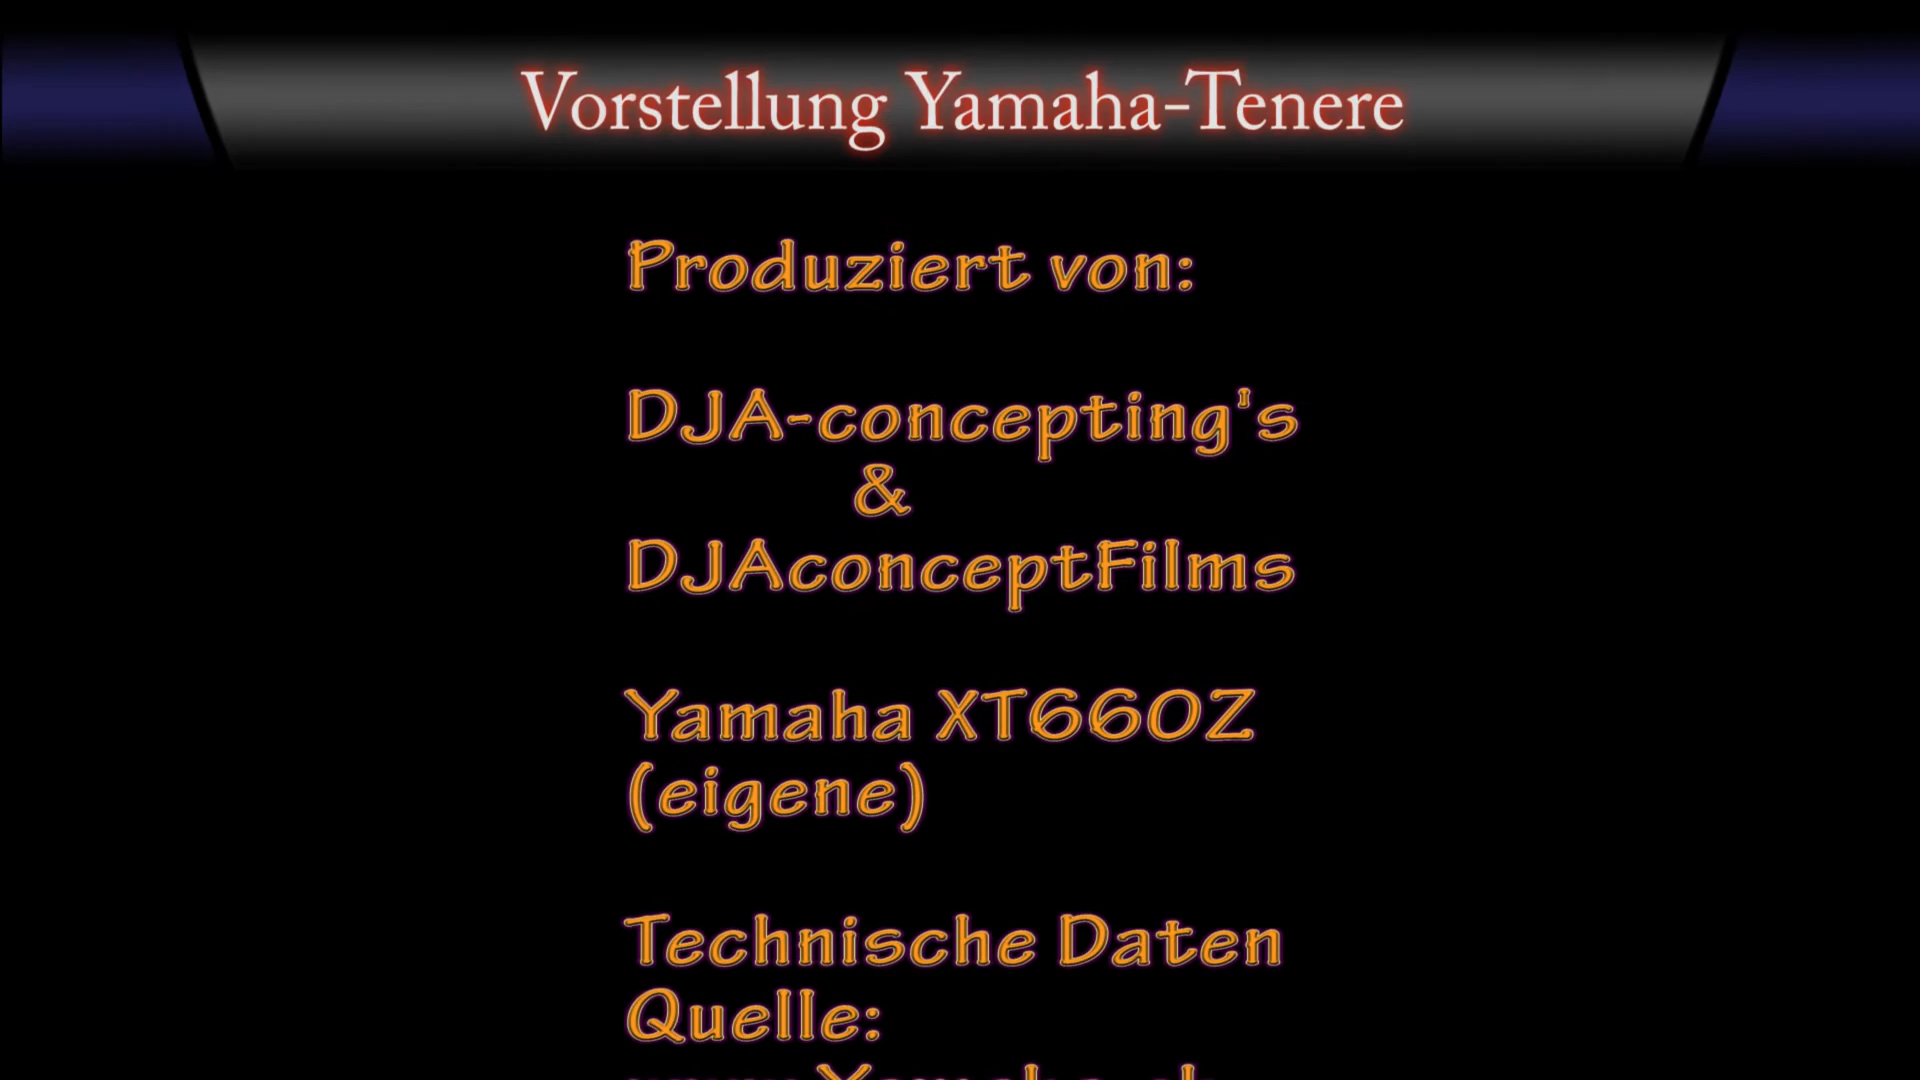 Vorstellung Yamaha-Tenere
Produziert von:
DJA-concepting's
&
DJAconceptFilms
Yamaha XT660Z
(eigene)
Technische Daten
Quelle: